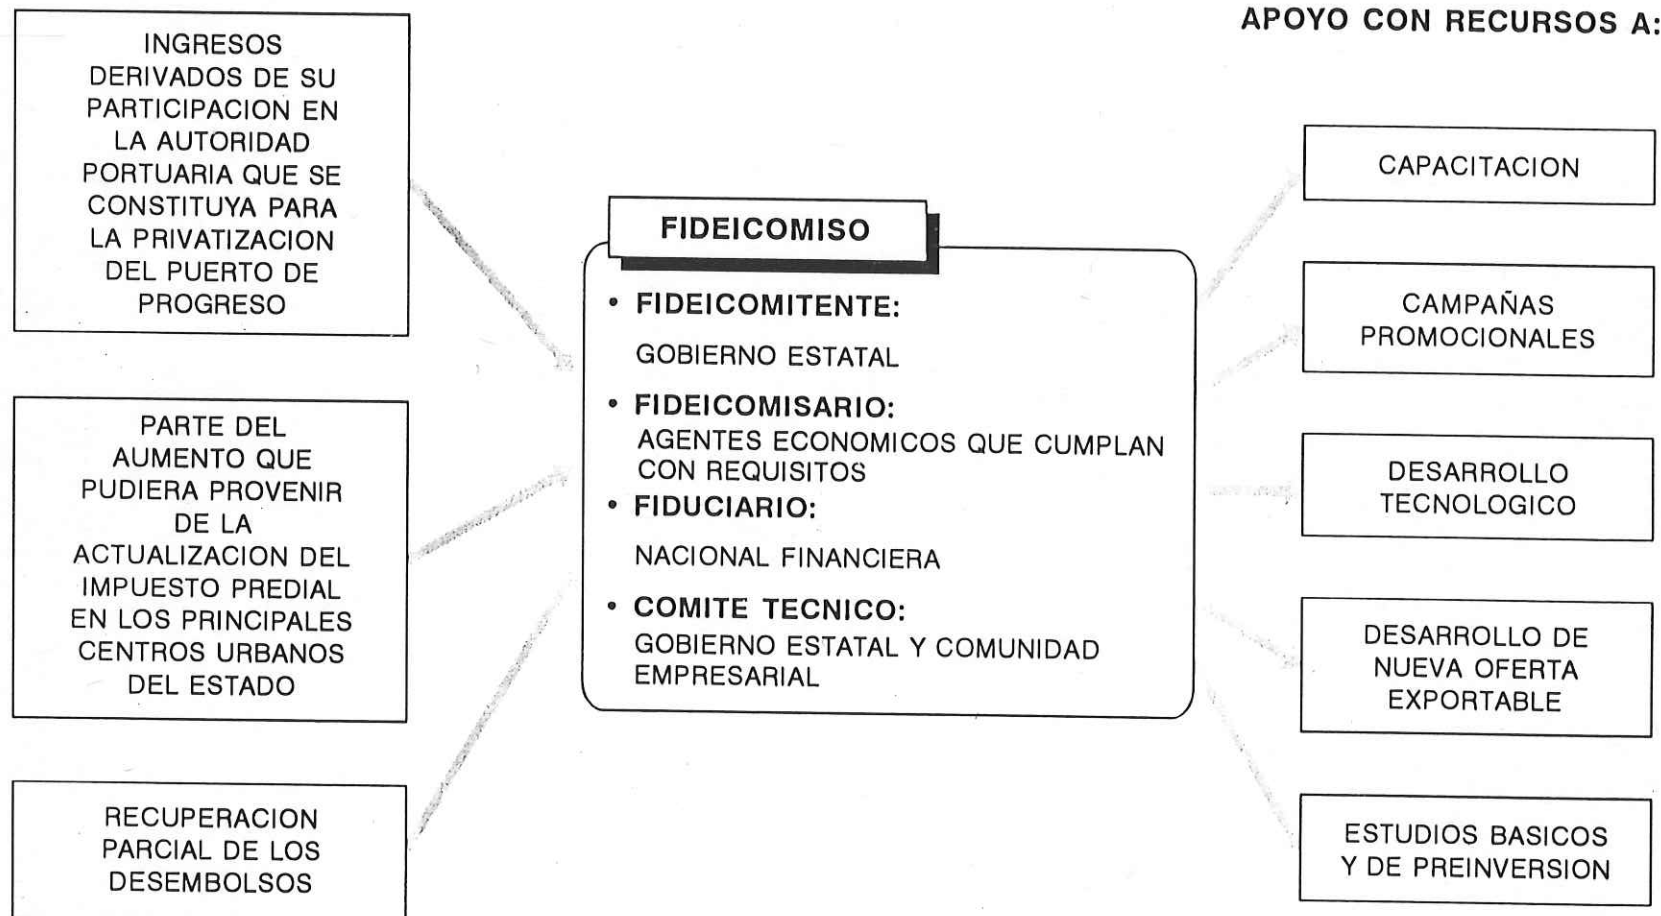 INGRESOS
DERIVADOS DE SU
PARTICIPACION EN
LA AUTORIDAD
PORTUARIA QUE SE
CONSTITUYA PARA
LA PRIVATIZACION
DEL PUERTO DE
PROGRESO
PARTE DEL
AUMENTO QUE
PUDIERA PROVENIR
DE LA
ACTUALIZACION DEL
IMPUESTO PREDIAL
EN LOS PRINCIPALES
CENTROS URBANOS
DEL ESTADO
RECUPERACION
PARCIAL DE LOS
DESEMBOLSOS
FIDEICOMISO
• FIDEICOMITENTE:
GOBIERNO ESTATAL
• FIDEICOMISARIO:
AGENTES ECONOMICOS QUE CUMPLAN
CON REQUISITOS
• FIDUCIARIO:
NACIONAL FINANCIERA
• COMITE TECNICO:
GOBIERNO ESTATAL Y COMUNIDAD
EMPRESARIAL
APOYO CON RECURSOS A:
CAPACITACION
CAMPAÑAS
PROMOCIONALES
DESARROLLO
TECNOLOGICO
DESARROLLO DE
NUEVA OFERTA
EXPORTABLE
ESTUDIOS BASICOS
Y DE PREINVERSION